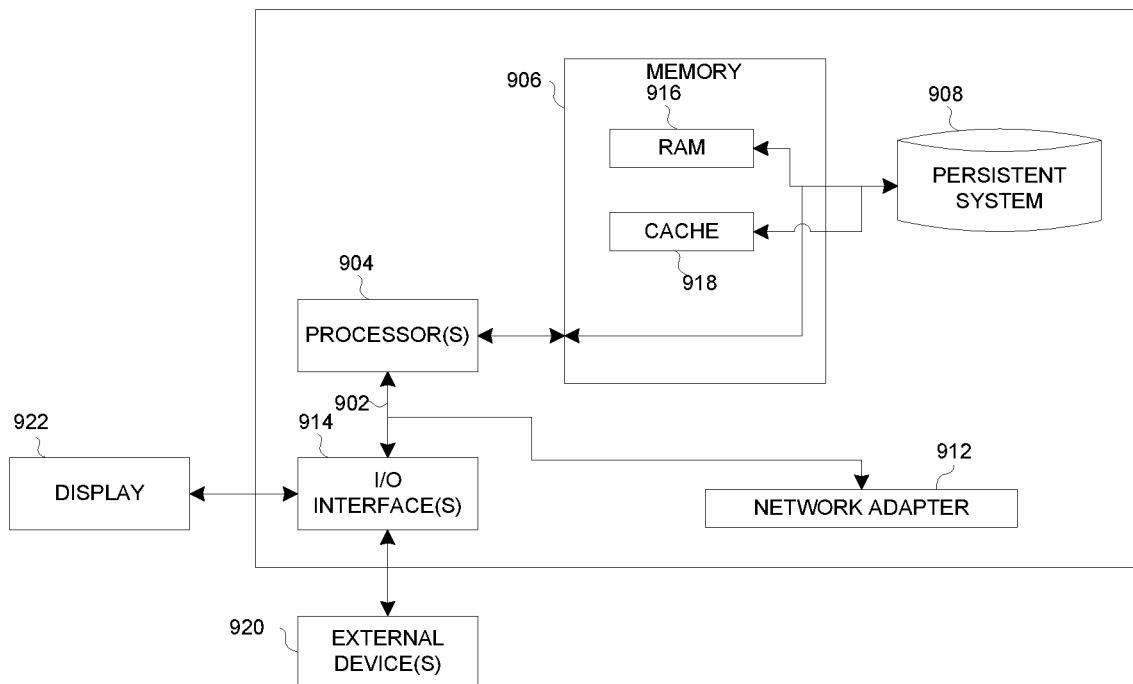 MEMORY
906
916
908
RAM
PERSISTENT
SYSTEM
CACHE
904
918
PROCESSOR(S)
902
922
914
912
I/O
INTERFACE(S)
DISPLAY
NETWORK ADAPTER
920
EXTERNAL
DEVICE(S)